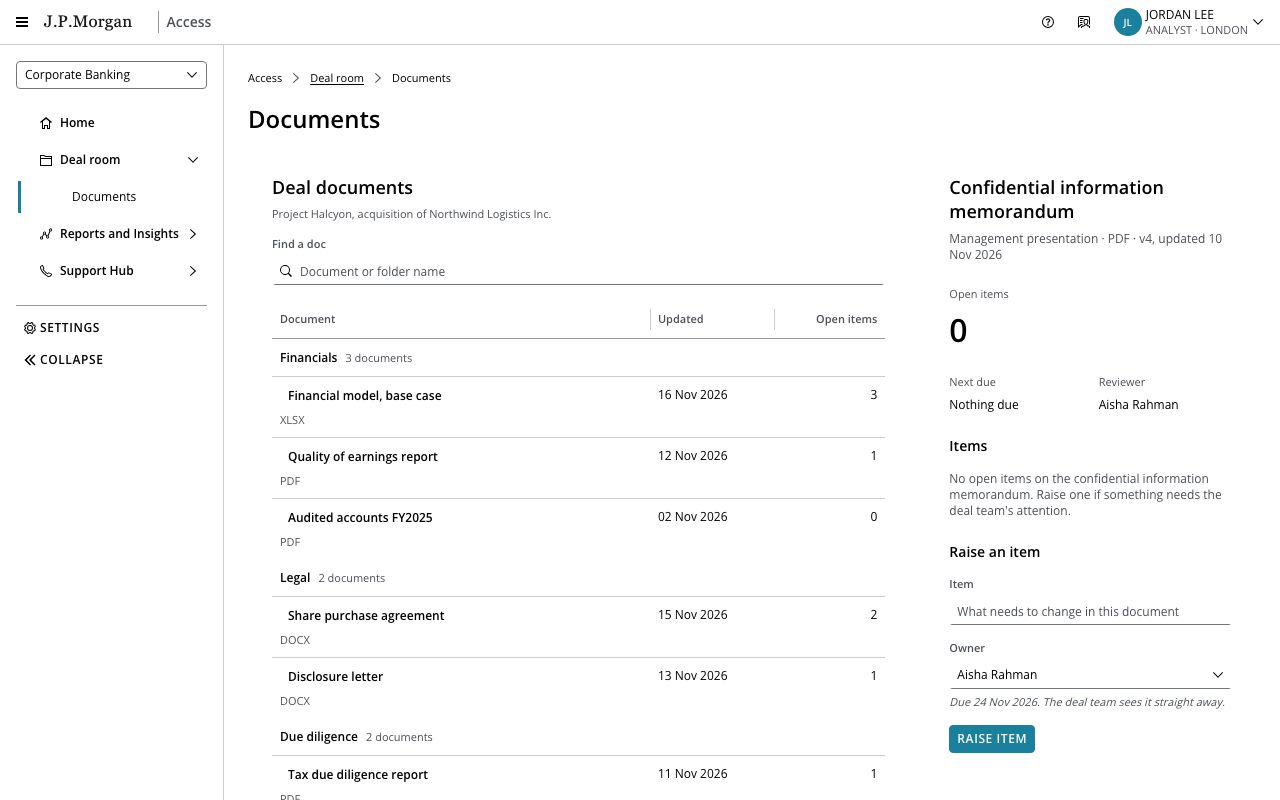 J.P.Morgan
Access
JL
JORDAN LEE
ANALYST · LONDON
Corporate Banking
Home
Deal room
Documents
Reports and Insights
Support Hub
SETTINGS
COLLAPSE
Access
Deal room
Documents
Documents
Deal documents
Project Halcyon, acquisition of Northwind Logistics Inc.
Find a doc
Document or folder name
Document Updated Open items
Financials 3 documents
Financial model, base case 16 Nov 2026 3
XLSX
Quality of earnings report 12 Nov 2026 1
PDF
Audited accounts FY2025 02 Nov 2026 0
PDF
Legal 2 documents
Share purchase agreement 15 Nov 2026 2
DOCX
Disclosure letter 13 Nov 2026 1
DOCX
Due diligence 2 documents
Tax due diligence report 11 Nov 2026 1
PDF
Confidential information
memorandum
Management presentation · PDF · v4, updated 10
Nov 2026
Open items
0
Next due Reviewer
Nothing due Aisha Rahman
Items
No open items on the confidential information
memorandum. Raise one if something needs the
deal team's attention.
Raise an item
Item
What needs to change in this document
Owner
Aisha Rahman
Due 24 Nov 2026. The deal team sees it straight away.
RAISE ITEM